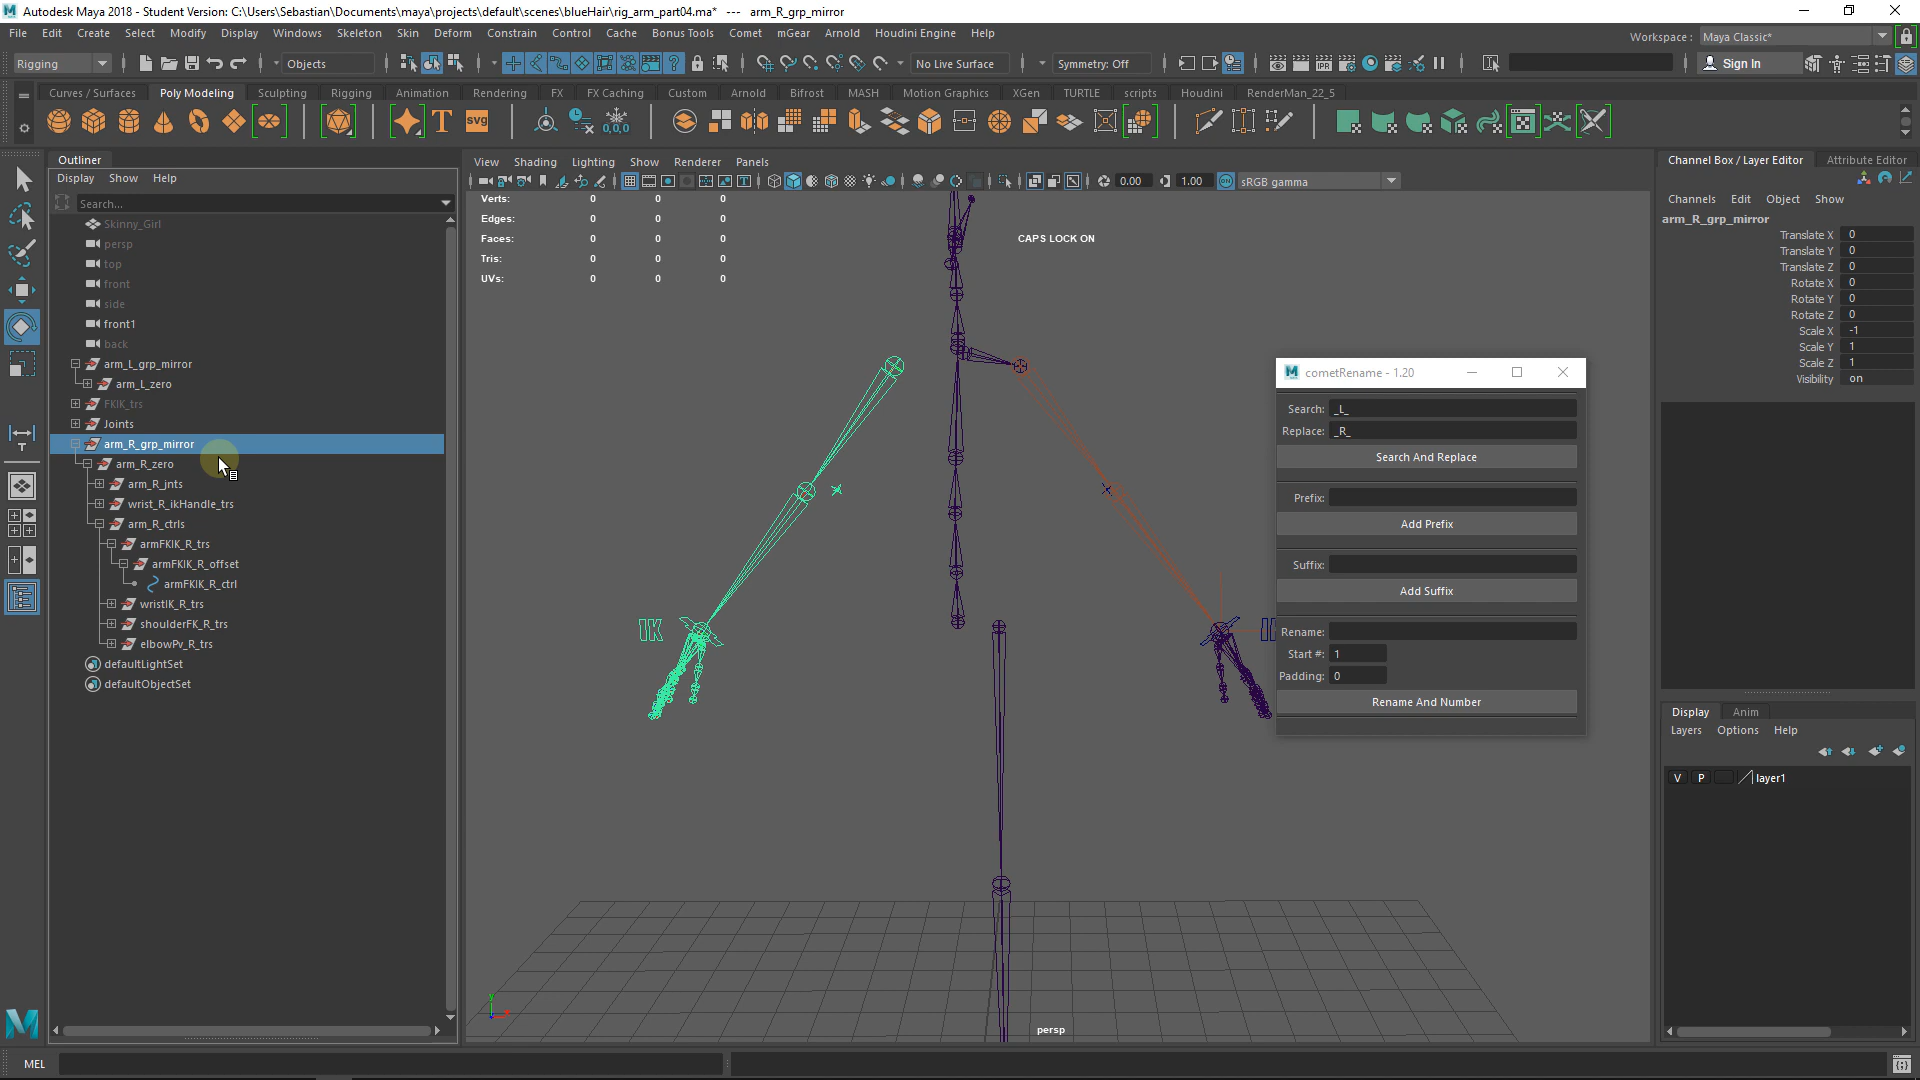 Autodesk Maya 2018 - Student Version: C:\Users\Sebastian\Documents\maya\projects\default\scenes\blueHair\rig_arm_part04.ma* --- arm_R_grp_mirror
File Edit Create Select Modify Display Windows Skeleton Skin Deform Constrain Control Cache Bonus Tools Comet mGear Arnold Houdini Engine Help
Workspace : Maya Classic*
Rigging Objects No Live Surface Symmetry: Off Sign In
Curves / Surfaces Poly Modeling Sculpting Rigging Animation Rendering FX FX Caching Custom Arnold Bifrost MASH Motion Graphics XGen TURTLE scripts Houdini RenderMan_22_5
T svg 0,0,0
Outliner
Display Show Help
Search...
Skinny_Girl
persp
top
front
side
front1
back
arm_L_grp_mirror
arm_L_zero
FKIK_trs
Joints
arm_R_grp_mirror
arm_R_zero
arm_R_jnts
wrist_R_ikHandle_trs
arm_R_ctrls
armFKIK_R_trs
armFKIK_R_offset
armFKIK_R_ctrl
wristIK_R_trs
shoulderFK_R_trs
elbowPv_R_trs
defaultLightSet
defaultObjectSet
View Shading Lighting Show Renderer Panels
0.00 1.00 sRGB gamma
Verts: 0 0 0
Edges: 0 0 0
Faces: 0 0 0
Tris: 0 0 0
UVs: 0 0 0
CAPS LOCK ON
IK
persp
cometRename - 1.20
Search: _L_
Replace: _R_
Search And Replace
Prefix:
Add Prefix
Suffix:
Add Suffix
Rename:
Start #: 1
Padding: 0
Rename And Number
Channel Box / Layer Editor Attribute Editor
Channels Edit Object Show
arm_R_grp_mirror
Translate X 0
Translate Y 0
Translate Z 0
Rotate X 0
Rotate Y 0
Rotate Z 0
Scale X -1
Scale Y 1
Scale Z 1
Visibility on
Display Anim
Layers Options Help
V P layer1
MEL